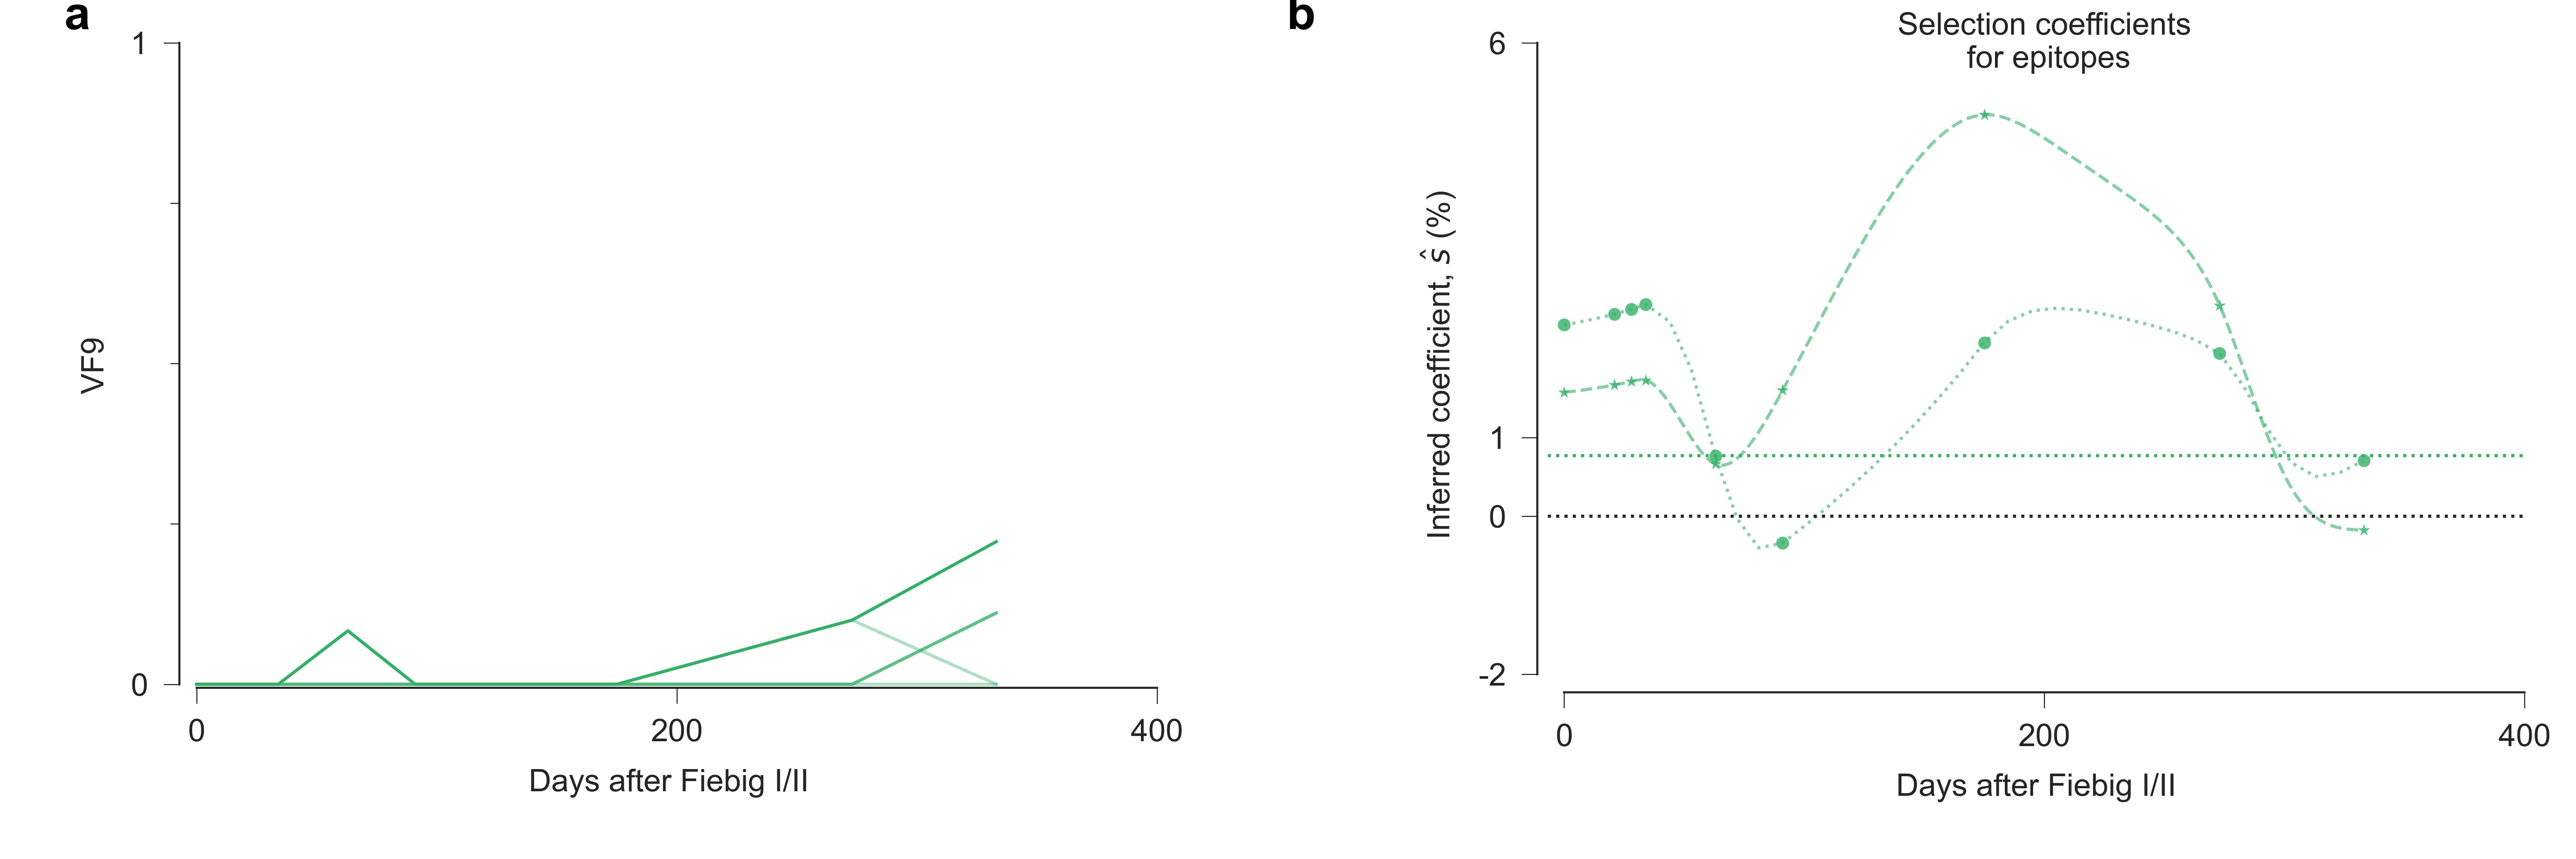 a
1
VF9
0
0
200
400
Days after Fiebig I/II
b
Selection coefficients
for epitopes
6
Inferred coefficient, ŝ (%)
1
0
-2
0
200
400
Days after Fiebig I/II